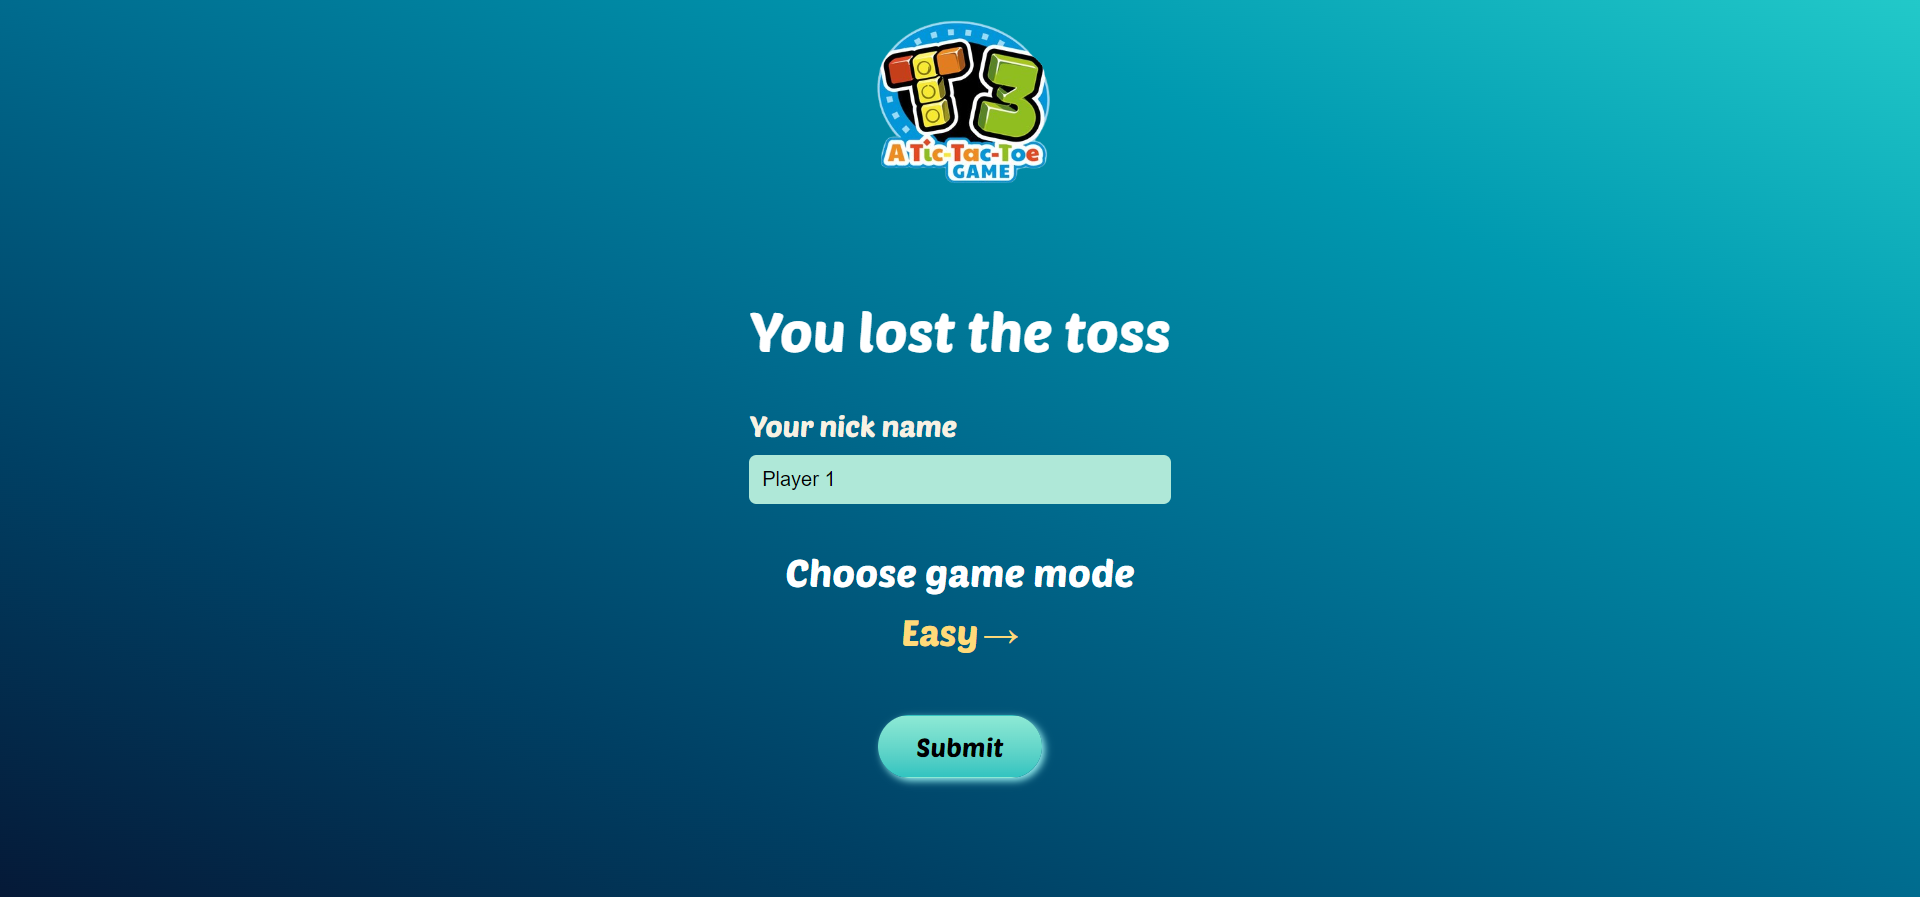 T3
A Tic-Tac-Toe
GAME
You lost the toss
Your nick name
Player 1
Choose game mode
Easy→
Submit